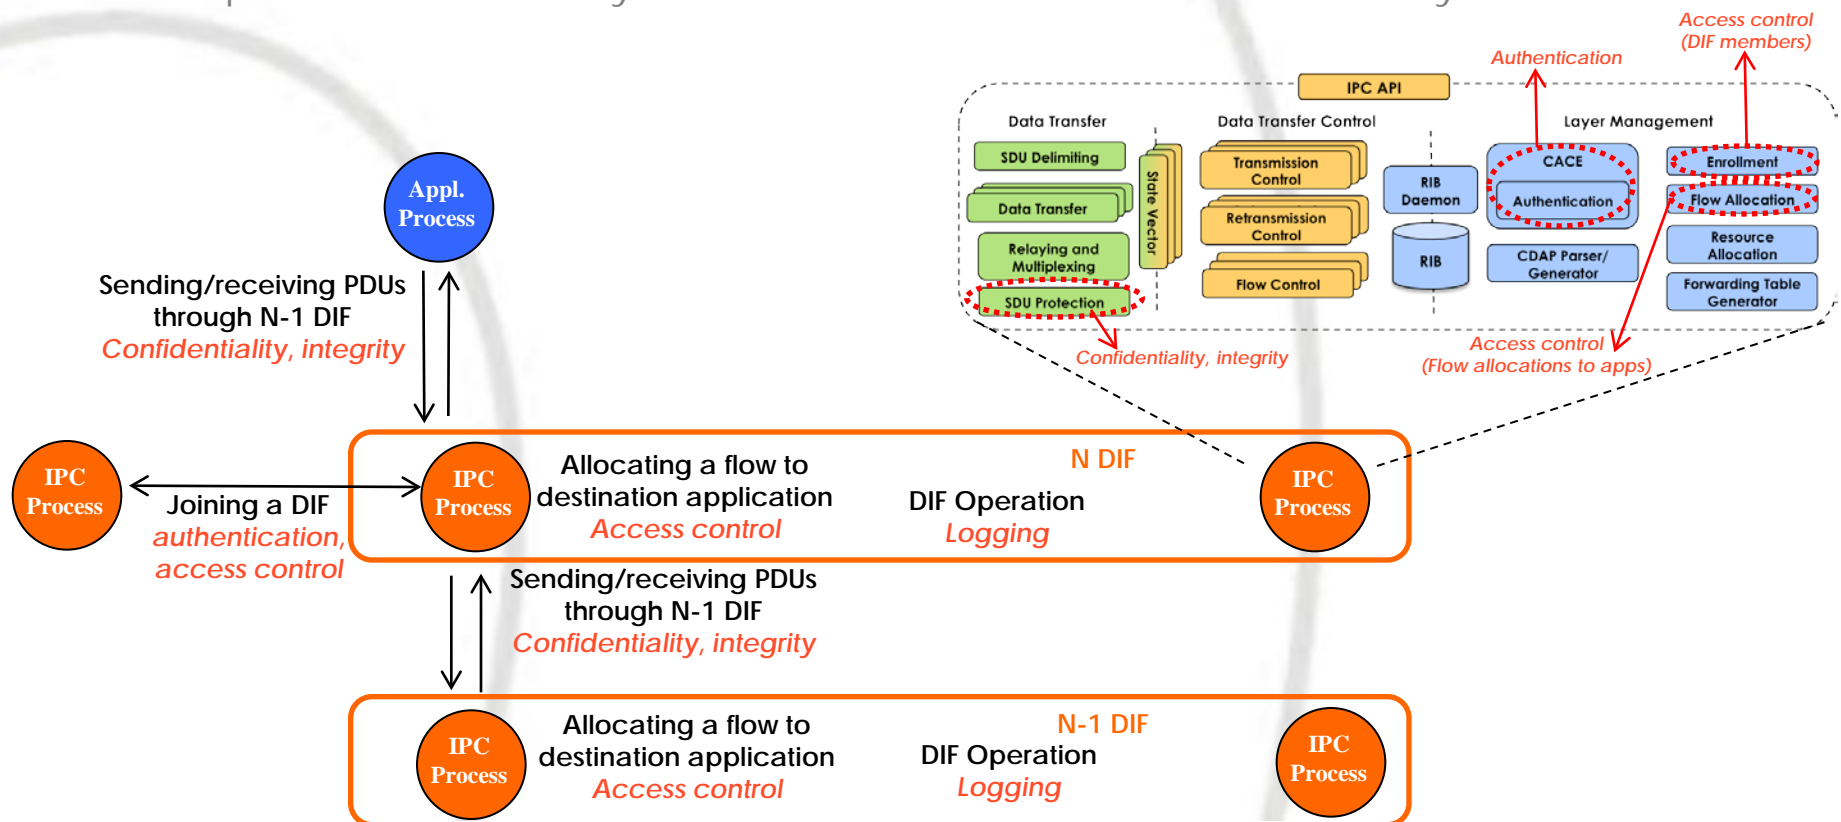 Access control
(DIF members)
Authentication
IPC API
Data Transfer
Data Transfer Control
Layer Management
SDU Delimiting
Data Transfer
Relaying and
Multiplexing
SDU Protection
State Vector
Transmission
Control
Retransmission
Control
Flow Control
RIB
Daemon
RIB
CACE
Authentication
CDAP Parser/
Generator
Enrollment
Flow Allocation
Resource
Allocation
Forwarding Table
Generator
Confidentiality, integrity
Access control
(Flow allocations to apps)
Appl.
Process
Sending/receiving PDUs
through N-1 DIF
Confidentiality, integrity
IPC
Process
Joining a DIF
authentication,
access control
IPC
Process
Allocating a flow to
destination application
Access control
N DIF
DIF Operation
Logging
IPC
Process
Sending/receiving PDUs
through N-1 DIF
Confidentiality, integrity
IPC
Process
Allocating a flow to
destination application
Access control
N-1 DIF
DIF Operation
Logging
IPC
Process